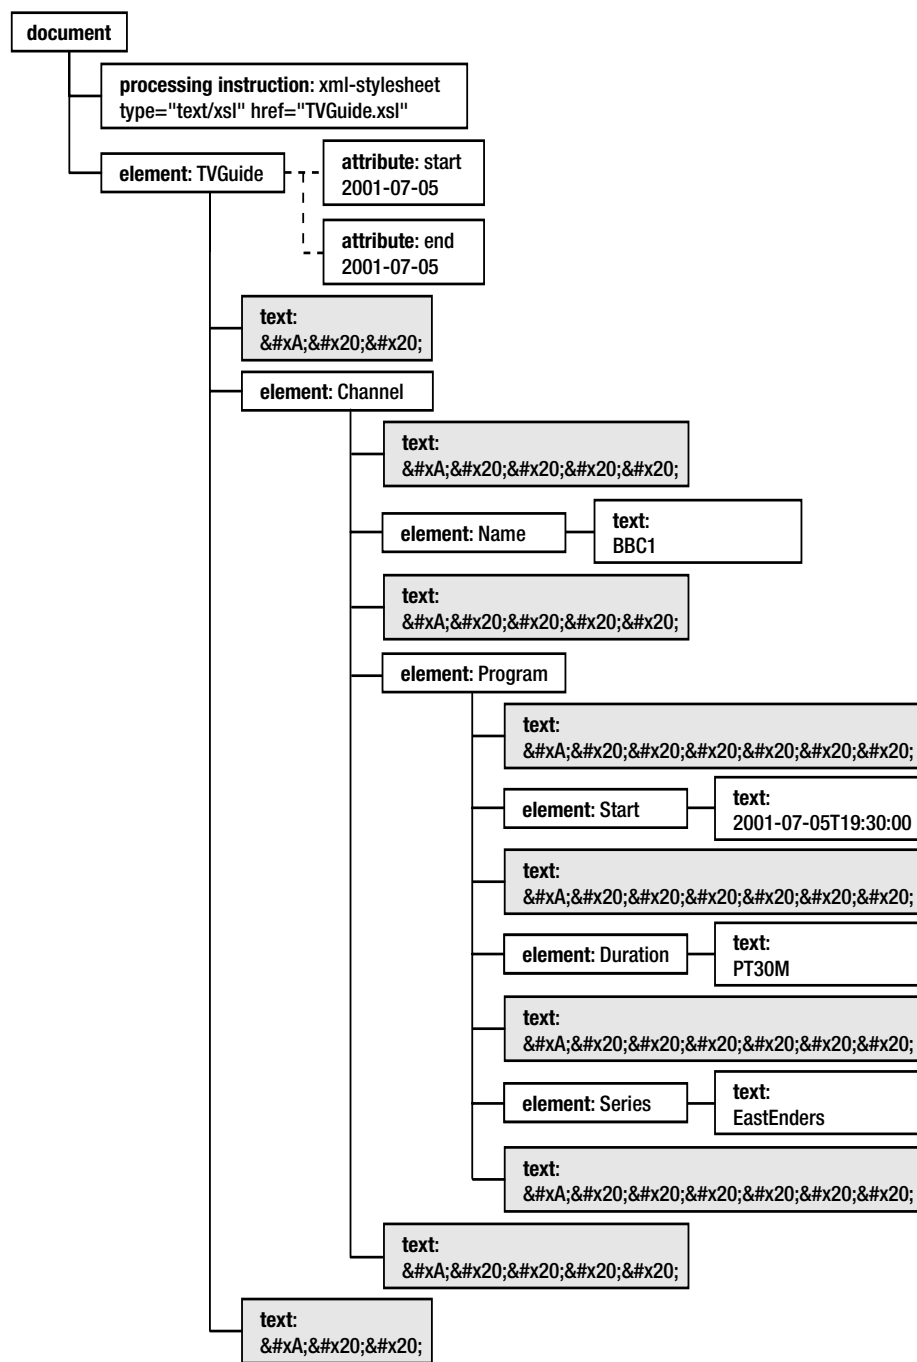 document
processing instruction: xml-stylesheet
type="text/xsl" href="TVGuide.xsl"
element: TVGuide
attribute: start
2001-07-05
attribute: end
2001-07-05
text:
&#xA;&#x20;&#x20;
element: Channel
text:
&#xA;&#x20;&#x20;&#x20;&#x20;
element: Name
text:
BBC1
text:
&#xA;&#x20;&#x20;&#x20;&#x20;
element: Program
text:
&#xA;&#x20;&#x20;&#x20;&#x20;&#x20;&#x20;
element: Start
text:
2001-07-05T19:30:00
text:
&#xA;&#x20;&#x20;&#x20;&#x20;&#x20;&#x20;
element: Duration
text:
PT30M
text:
&#xA;&#x20;&#x20;&#x20;&#x20;&#x20;&#x20;
element: Series
text:
EastEnders
text:
&#xA;&#x20;&#x20;&#x20;&#x20;&#x20;&#x20;
text:
&#xA;&#x20;&#x20;&#x20;&#x20;
text:
&#xA;&#x20;&#x20;